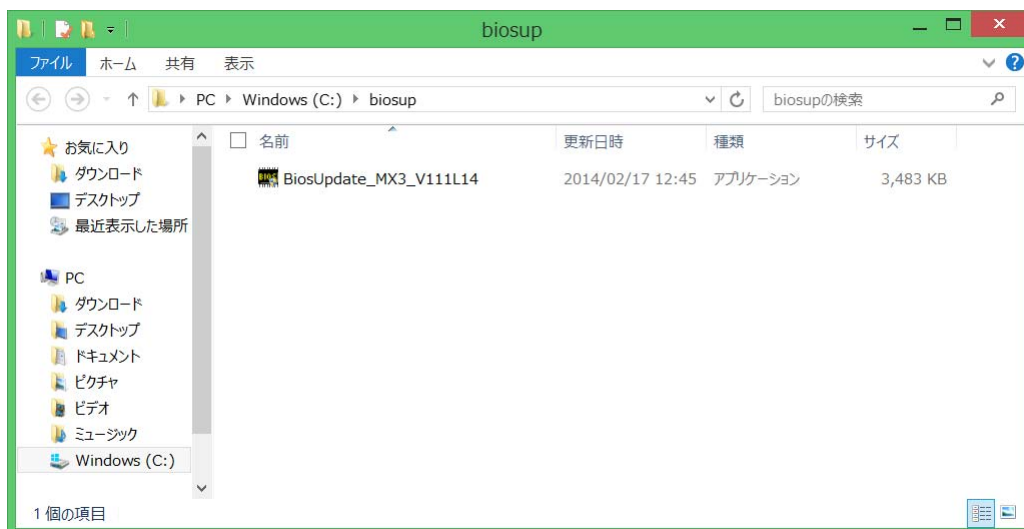 biosup
ファイル ホーム 共有 表示
PC Windows (C:) biosup biosupの検索
お気に入り
ダウンロード
デスクトップ
最近表示した場所
PC
ダウンロード
デスクトップ
ドキュメント
ピクチャ
ビデオ
ミュージック
Windows (C:)
名前 更新日時 種類 サイズ
BiosUpdate_MX3_V111L14 2014/02/17 12:45 アプリケーション 3,483 KB
1 個の項目